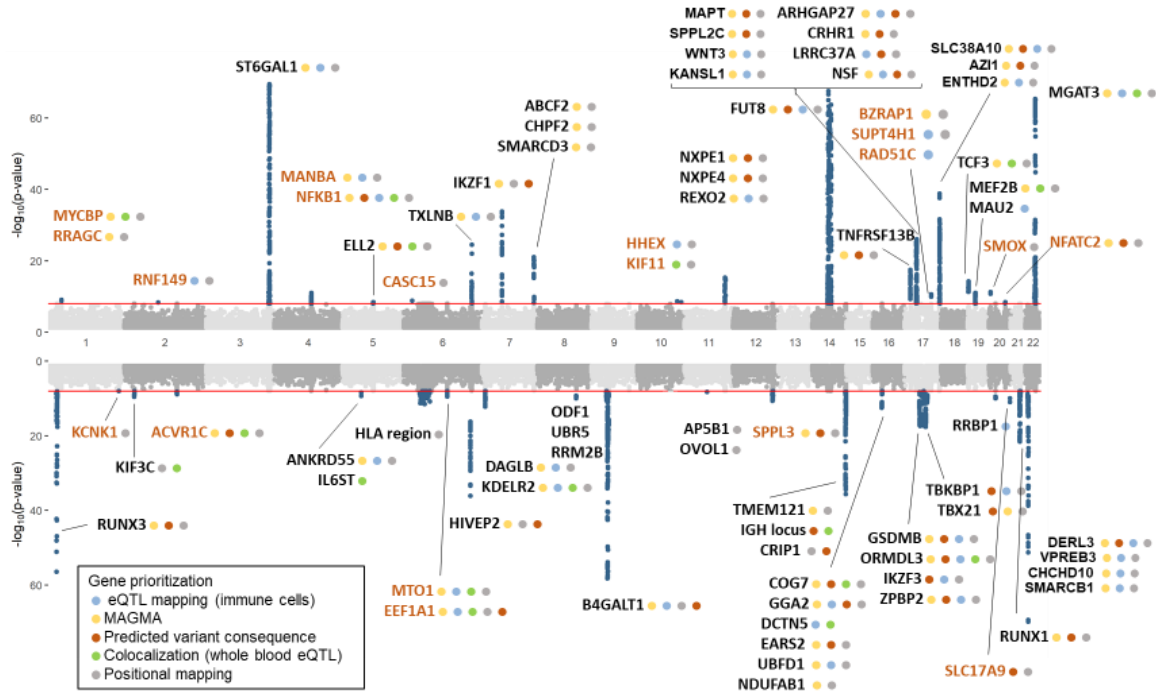 MAPT
ARHGAP27
SPPL2C
CRHR1
WNT3
LRRC37A
KANSL1
NSF
SLC38A10
AZI1
ENTHD2
MGAT3
ST6GAL1
ABCF2
CHPF2
SMARCD3
FUT8
BZRAP1
SUPT4H1
RAD51C
NXPE1
NXPE4
REXO2
TCF3
MEF2B
MAU2
MANBA
NFKB1
IKZF1
TXLNB
MYCBP
RRAGC
ELL2
HHEX
KIF11
TNFRSF13B
SMOX
NFATC2
RNF149
CASC15
-log10(p-value)
60
40
20
0
1 2 3 4 5 6 7 8 9 10 11 12 13 14 15 16 17 18 19 20 21 22
0
20
40
60
-log10(p-value)
KCNK1
ACVR1C
KIF3C
RUNX3
HLA region
ANKRD55
IL6ST
ODF1
UBR5
RRM2B
DAGLB
KDELR2
HIVEP2
AP5B1
OVOL1
SPPL3
RRBP1
TBKBP1
TBX21
TMEM121
IGH locus
CRIP1
GSDMB
ORMDL3
IKZF3
ZPBP2
DERL3
VPREB3
CHCHD10
SMARCB1
MTO1
EEF1A1
B4GALT1
COG7
GGA2
DCTN5
EARS2
UBFD1
NDUFAB1
RUNX1
SLC17A9
Gene prioritization
eQTL mapping (immune cells)
MAGMA
Predicted variant consequence
Colocalization (whole blood eQTL)
Positional mapping